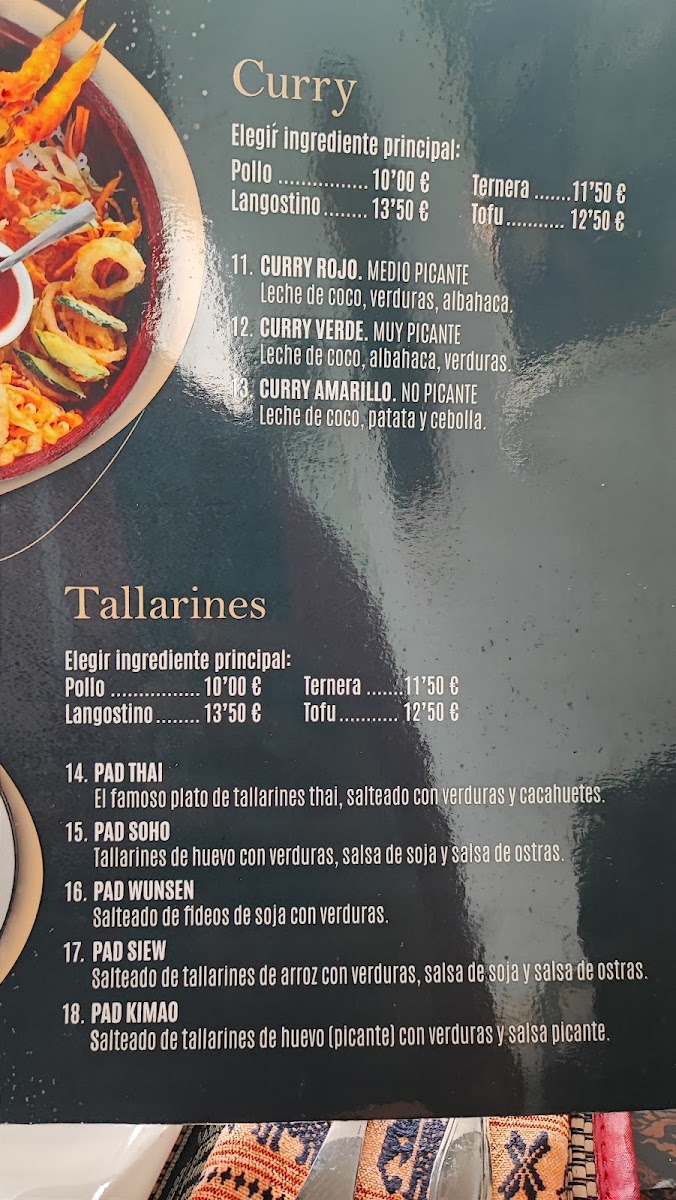 Curry
Elegir ingrediente principal:
Pollo ................ 10'00 € Ternera .......11'50 €
Langostino........ 13'50 € Tofu........... 12'50 €
11. CURRY ROJO. MEDIO PICANTE
Leche de coco, verduras, albahaca.
12. CURRY VERDE. MUY PICANTE
Leche de coco, albahaca, verduras.
13. CURRY AMARILLO. NO PICANTE
Leche de coco, patata y cebolla.
Tallarines
Elegir ingrediente principal:
Pollo ................ 10'00 € Ternera .......11'50 €
Langostino........ 13'50 € Tofu........... 12'50 €
14. PAD THAI
El famoso plato de tallarines thai, salteado con verduras y cacahuetes.
15. PAD SOHO
Tallarines de huevo con verduras, salsa de soja y salsa de ostras.
16. PAD WUNSEN
Salteado de fideos de soja con verduras.
17. PAD SIEW
Salteado de tallarines de arroz con verduras, salsa de soja y salsa de ostras.
18. PAD KIMAO
Salteado de tallarines de huevo (picante) con verduras y salsa picante.